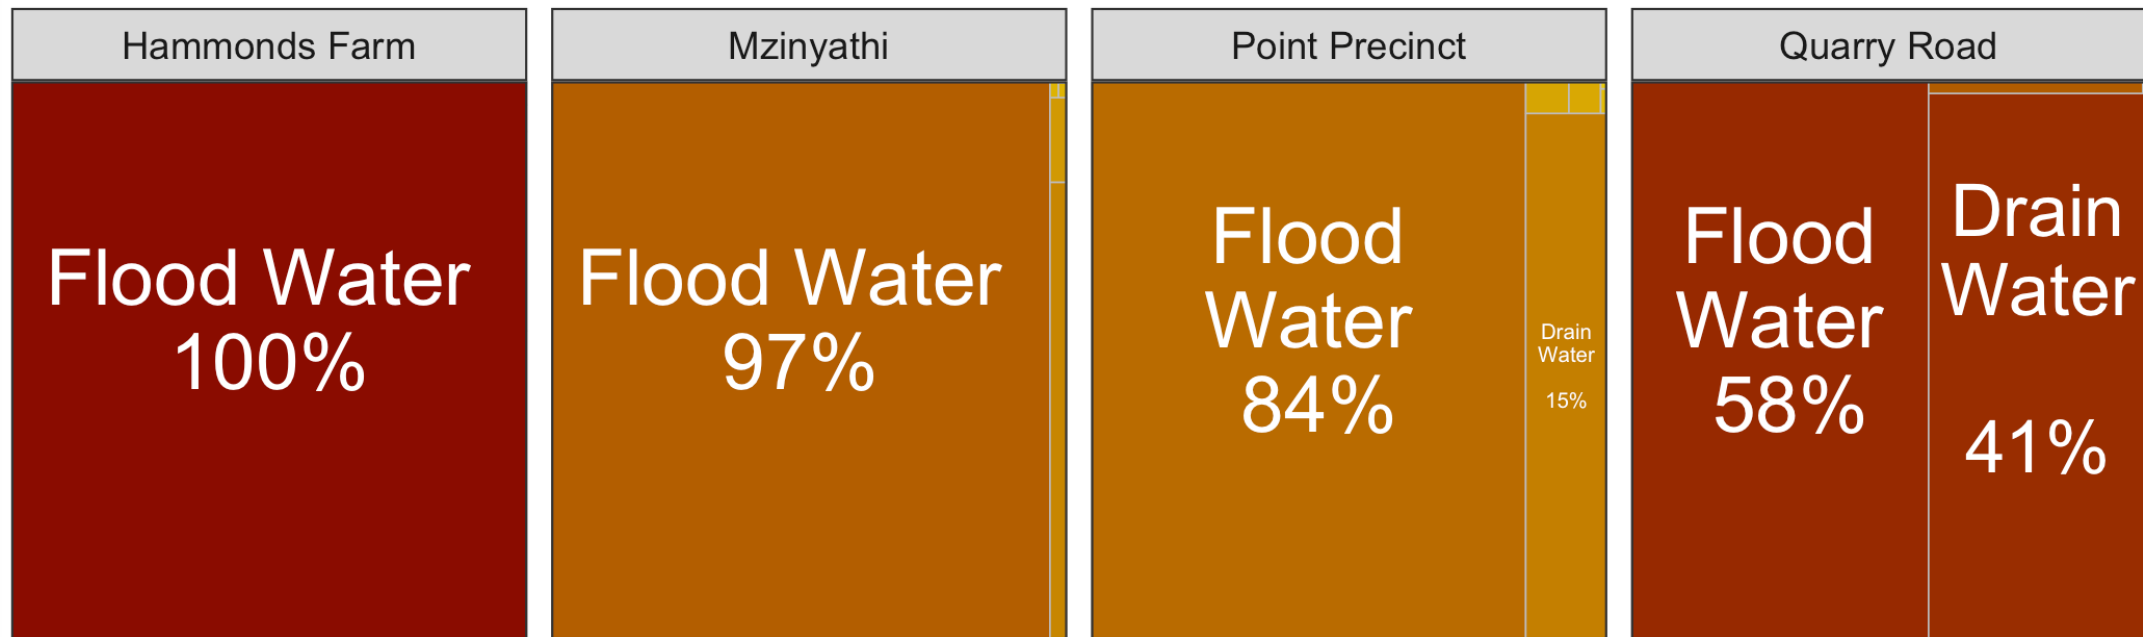 Hammonds Farm
Flood Water
100%
Mzinyathi
Flood Water
97%
Point Precinct
Flood
Water
84%
Drain
Water
15%
Quarry Road
Flood
Water
58%
Drain
Water
41%